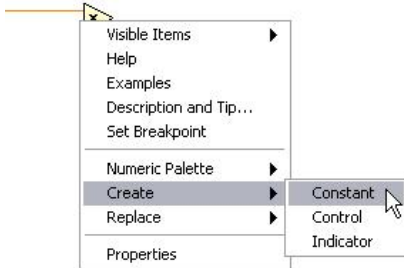 x
Visible Items
Help
Examples
Description and Tip...
Set Breakpoint
Numeric Palette
Create
Replace
Properties
Constant
Control
Indicator